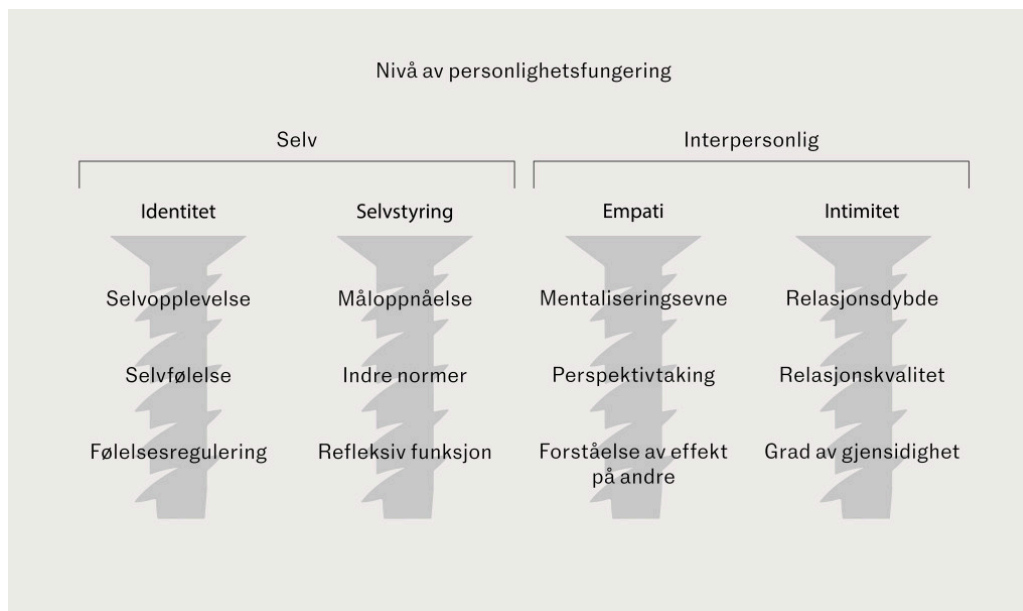 Nivå av personlighetsfungering
Selv
Interpersonlig
Identitet
Selvstyring
Empati
Intimitet
Selvopplevelse
Måloppnåelse
Mentaliseringsevne
Relasjonsdybde
Selvfølelse
Indre normer
Perspektivtaking
Relasjonskvalitet
Følelsesregulering
Refleksiv funksjon
Forståelse av effekt
på andre
Grad av gjensidighet